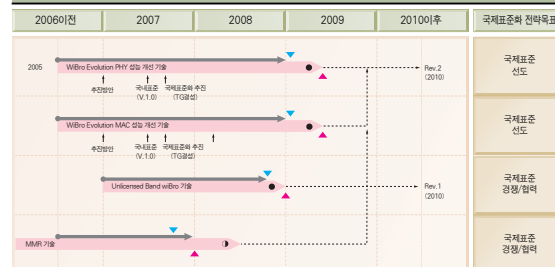 2006이전 2007 2008 2009 2010이후 국제표준화 전략목표
2005 WiBro Evolution PHY 성능 개선 기술 Rev.2 국제표준
(2010) 선도
추진방안 국내표준 국제표준화 추진
(V.1.0) (TG결성)
WiBro Evolution MAC 성능 개선 기술 국제표준
선도
추진방안 국내표준 국제표준화 추진
(V.1.0) (TG결성)
Unlicensed Band wiBro 기술 Rev.1 국제표준
(2010) 경쟁/협력
MMR 기술 국제표준
경쟁/협력